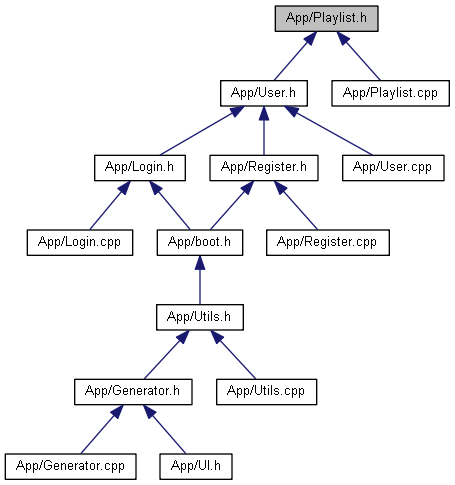 App/Playlist.h
App/User.h
App/Playlist.cpp
App/Login.h
App/Register.h
App/User.cpp
App/Login.cpp
App/boot.h
App/Register.cpp
App/Utils.h
App/Generator.h
App/Utils.cpp
App/Generator.cpp
App/UI.h